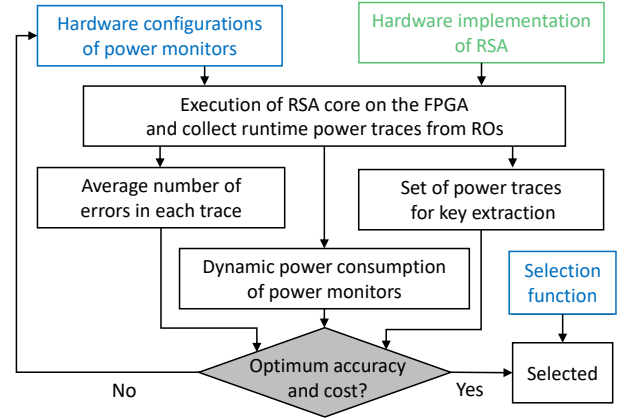 Hardware configurations
of power monitors
Hardware implementation
of RSA
Execution of RSA core on the FPGA
and collect runtime power traces from ROs
Average number of
errors in each trace
Set of power traces
for key extraction
Dynamic power consumption
of power monitors
Selection
function
Optimum accuracy
and cost?
No
Yes
Selected